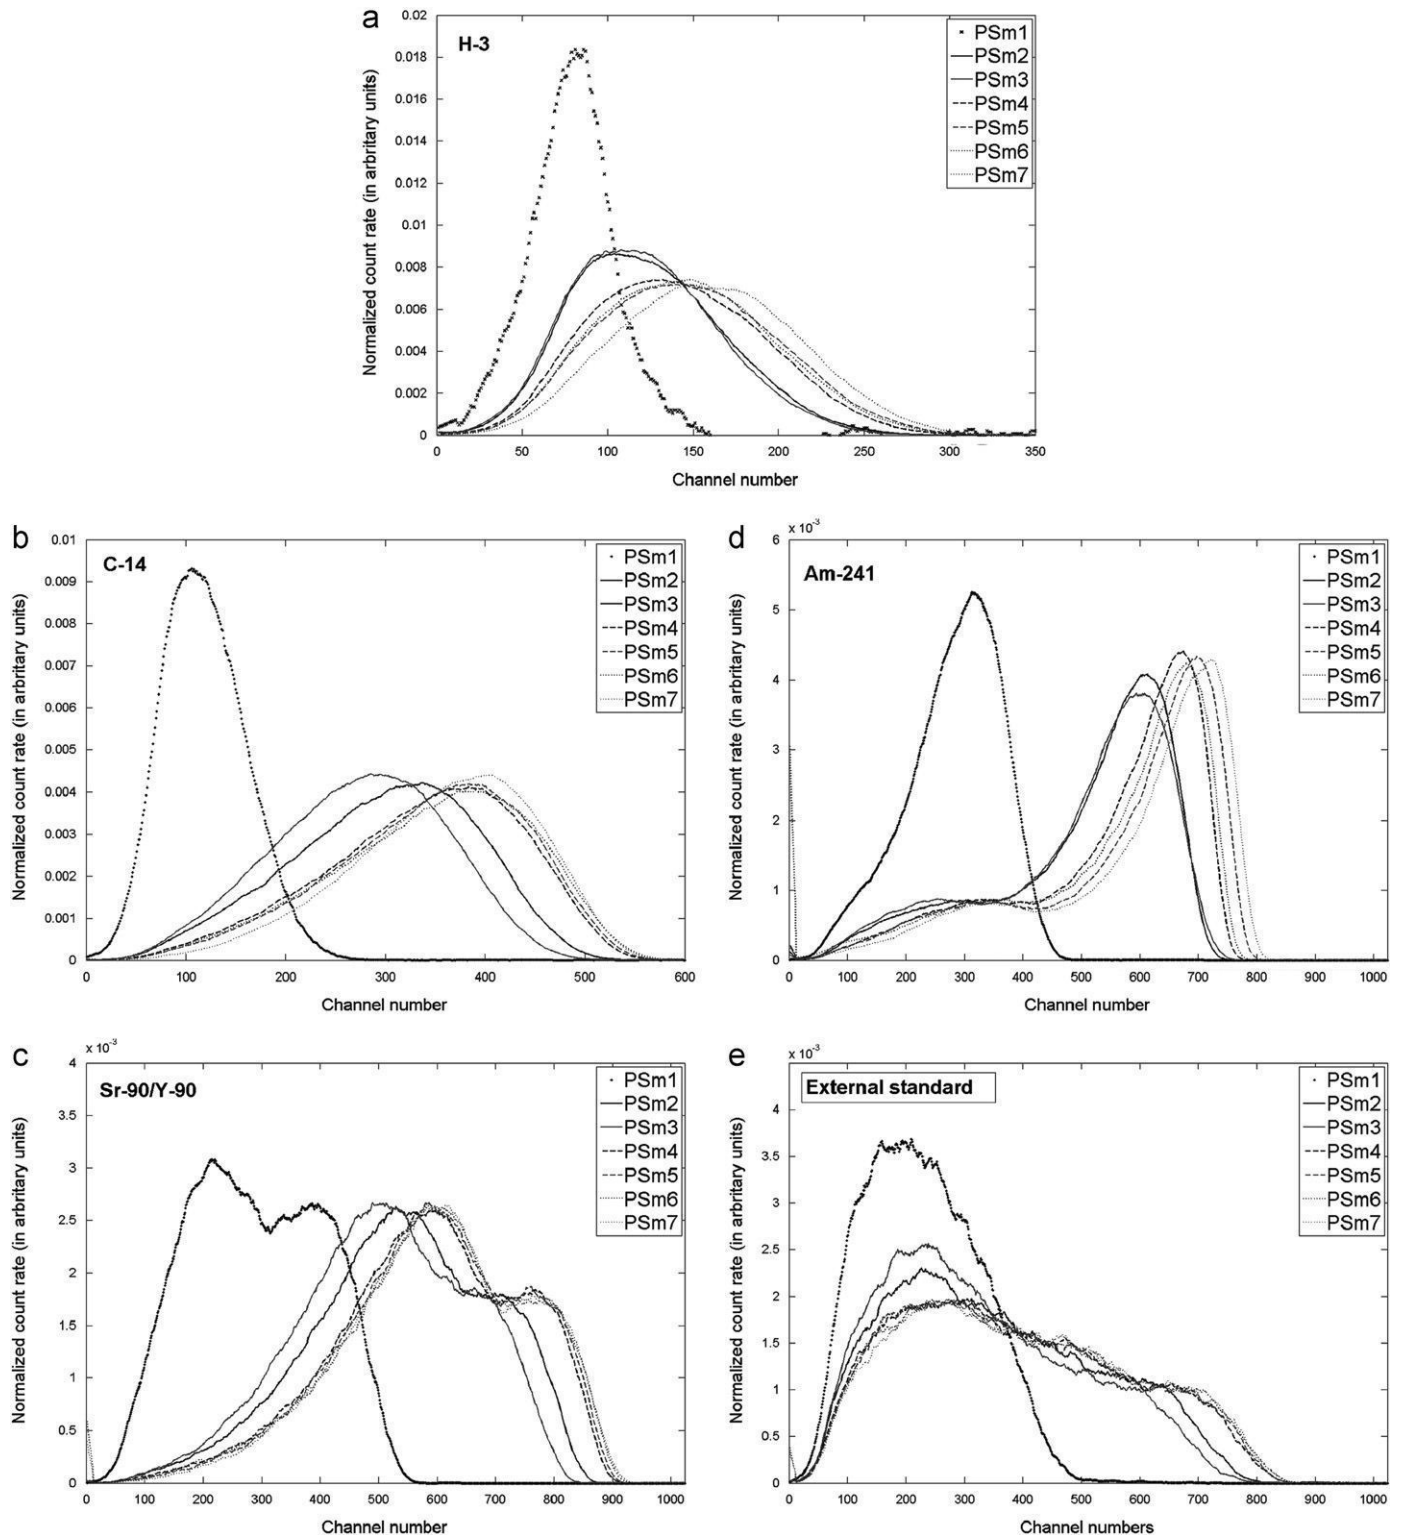 a
0.02
0.018
0.016
0.014
0.012
0.01
0.008
0.006
0.004
0.002
0
Normalized count rate (in arbritary units)
H-3
PSm1
PSm2
PSm3
PSm4
PSm5
PSm6
PSm7
0 50 100 150 200 250 300 350
Channel number
b
0.01
0.009
0.008
0.007
0.006
0.005
0.004
0.003
0.002
0.001
0
Normalized count rate (in arbritary units)
C-14
PSm1
PSm2
PSm3
PSm4
PSm5
PSm6
PSm7
0 100 200 300 400 500 600
Channel number
d
x 10-3
6
5
4
3
2
1
0
Normalized count rate (in arbritary units)
Am-241
PSm1
PSm2
PSm3
PSm4
PSm5
PSm6
PSm7
0 100 200 300 400 500 600 700 800 900 1000
Channel number
c
x 10-3
4
3.5
3
2.5
2
1.5
1
0.5
0
Normalized count rate (in arbritary units)
Sr-90/Y-90
PSm1
PSm2
PSm3
PSm4
PSm5
PSm6
PSm7
0 100 200 300 400 500 600 700 800 900 1000
Channel number
e
x 10-3
4
3.5
3
2.5
2
1.5
1
0.5
0
Normalized count rate (in arbritary units)
External standard
PSm1
PSm2
PSm3
PSm4
PSm5
PSm6
PSm7
0 100 200 300 400 500 600 700 800 900 1000
Channel numbers